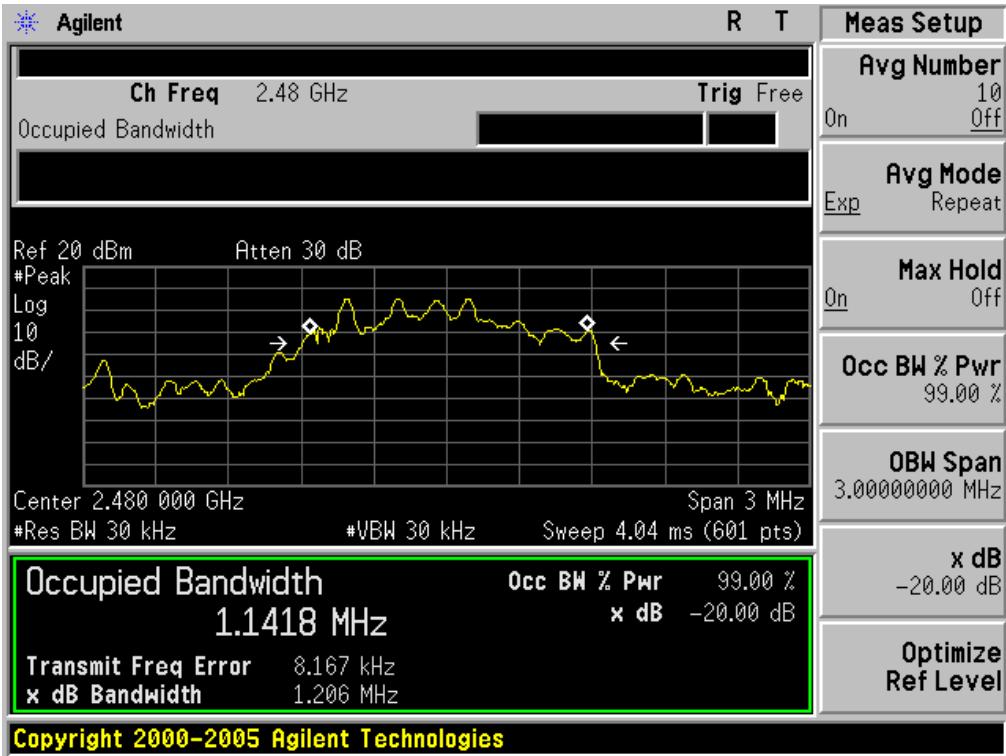 Agilent R T
Ch Freq 2.48 GHz Trig Free
Occupied Bandwidth
Ref 20 dBm Atten 30 dB
#Peak
Log
10
dB/
Center 2.480 000 GHz Span 3 MHz
#Res BW 30 kHz #VBW 30 kHz Sweep 4.04 ms (601 pts)
Occupied Bandwidth Occ BW % Pwr 99.00 %
1.1418 MHz x dB -20.00 dB
Transmit Freq Error 8.167 kHz
x dB Bandwidth 1.206 MHz
Copyright 2000-2005 Agilent Technologies
Meas Setup
Avg Number
10
On Off
Avg Mode
Exp Repeat
Max Hold
On Off
Occ BW % Pwr
99.00 %
OBW Span
3.00000000 MHz
x dB
-20.00 dB
Optimize
Ref Level